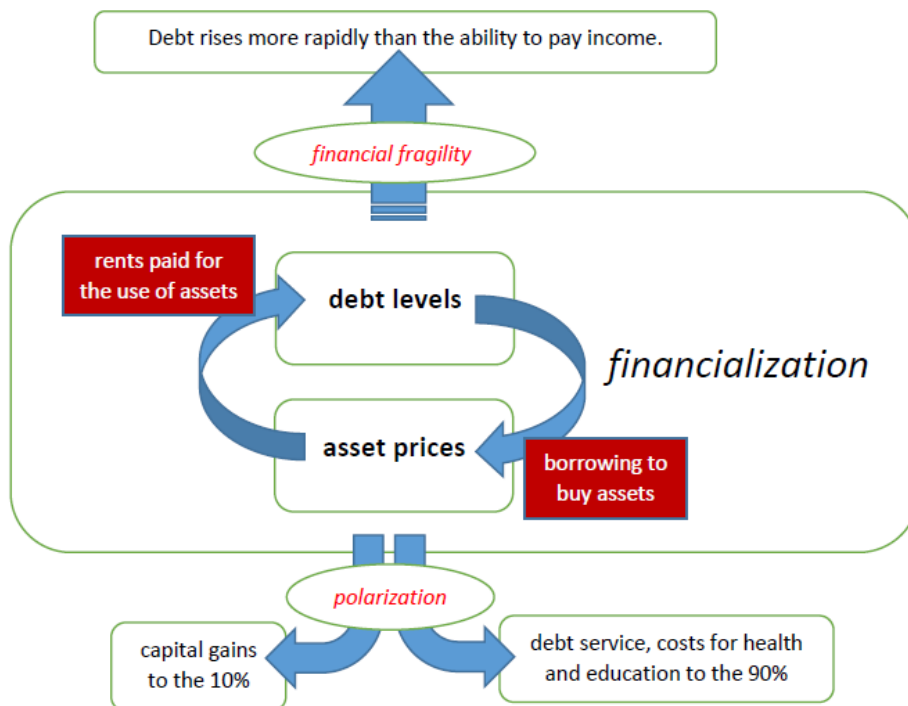 Debt rises more rapidly than the ability to pay income.
financial fragility
rents paid for
the use of assets
debt levels
financialization
asset prices
borrowing to
buy assets
polarization
capital gains
to the 10%
debt service, costs for health
and education to the 90%